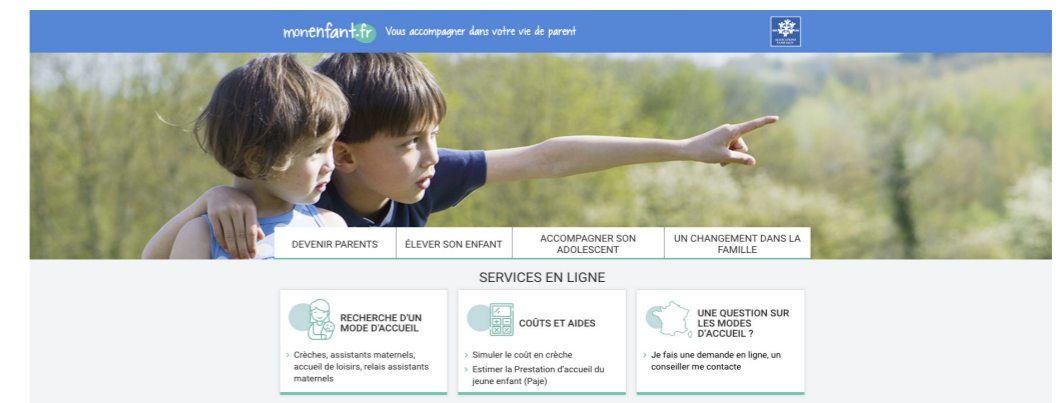 monenfant.fr Vous accompagner dans votre vie de parent
DEVENIR PARENTS
ÉLEVER SON ENFANT
ACCOMPAGNER SON
ADOLESCENT
UN CHANGEMENT DANS LA
FAMILLE
SERVICES EN LIGNE
RECHERCHE D'UN
MODE D'ACCUEIL
Crèches, assistants maternels,
accueil de loisirs, relais assistants
maternels
COÛTS ET AIDES
Simuler le coût en crèche
Estimer la Prestation d'accueil du
jeune enfant (Paje)
UNE QUESTION SUR
LES MODES
D'ACCUEIL ?
Je fais une demande en ligne, un
conseiller me contacte